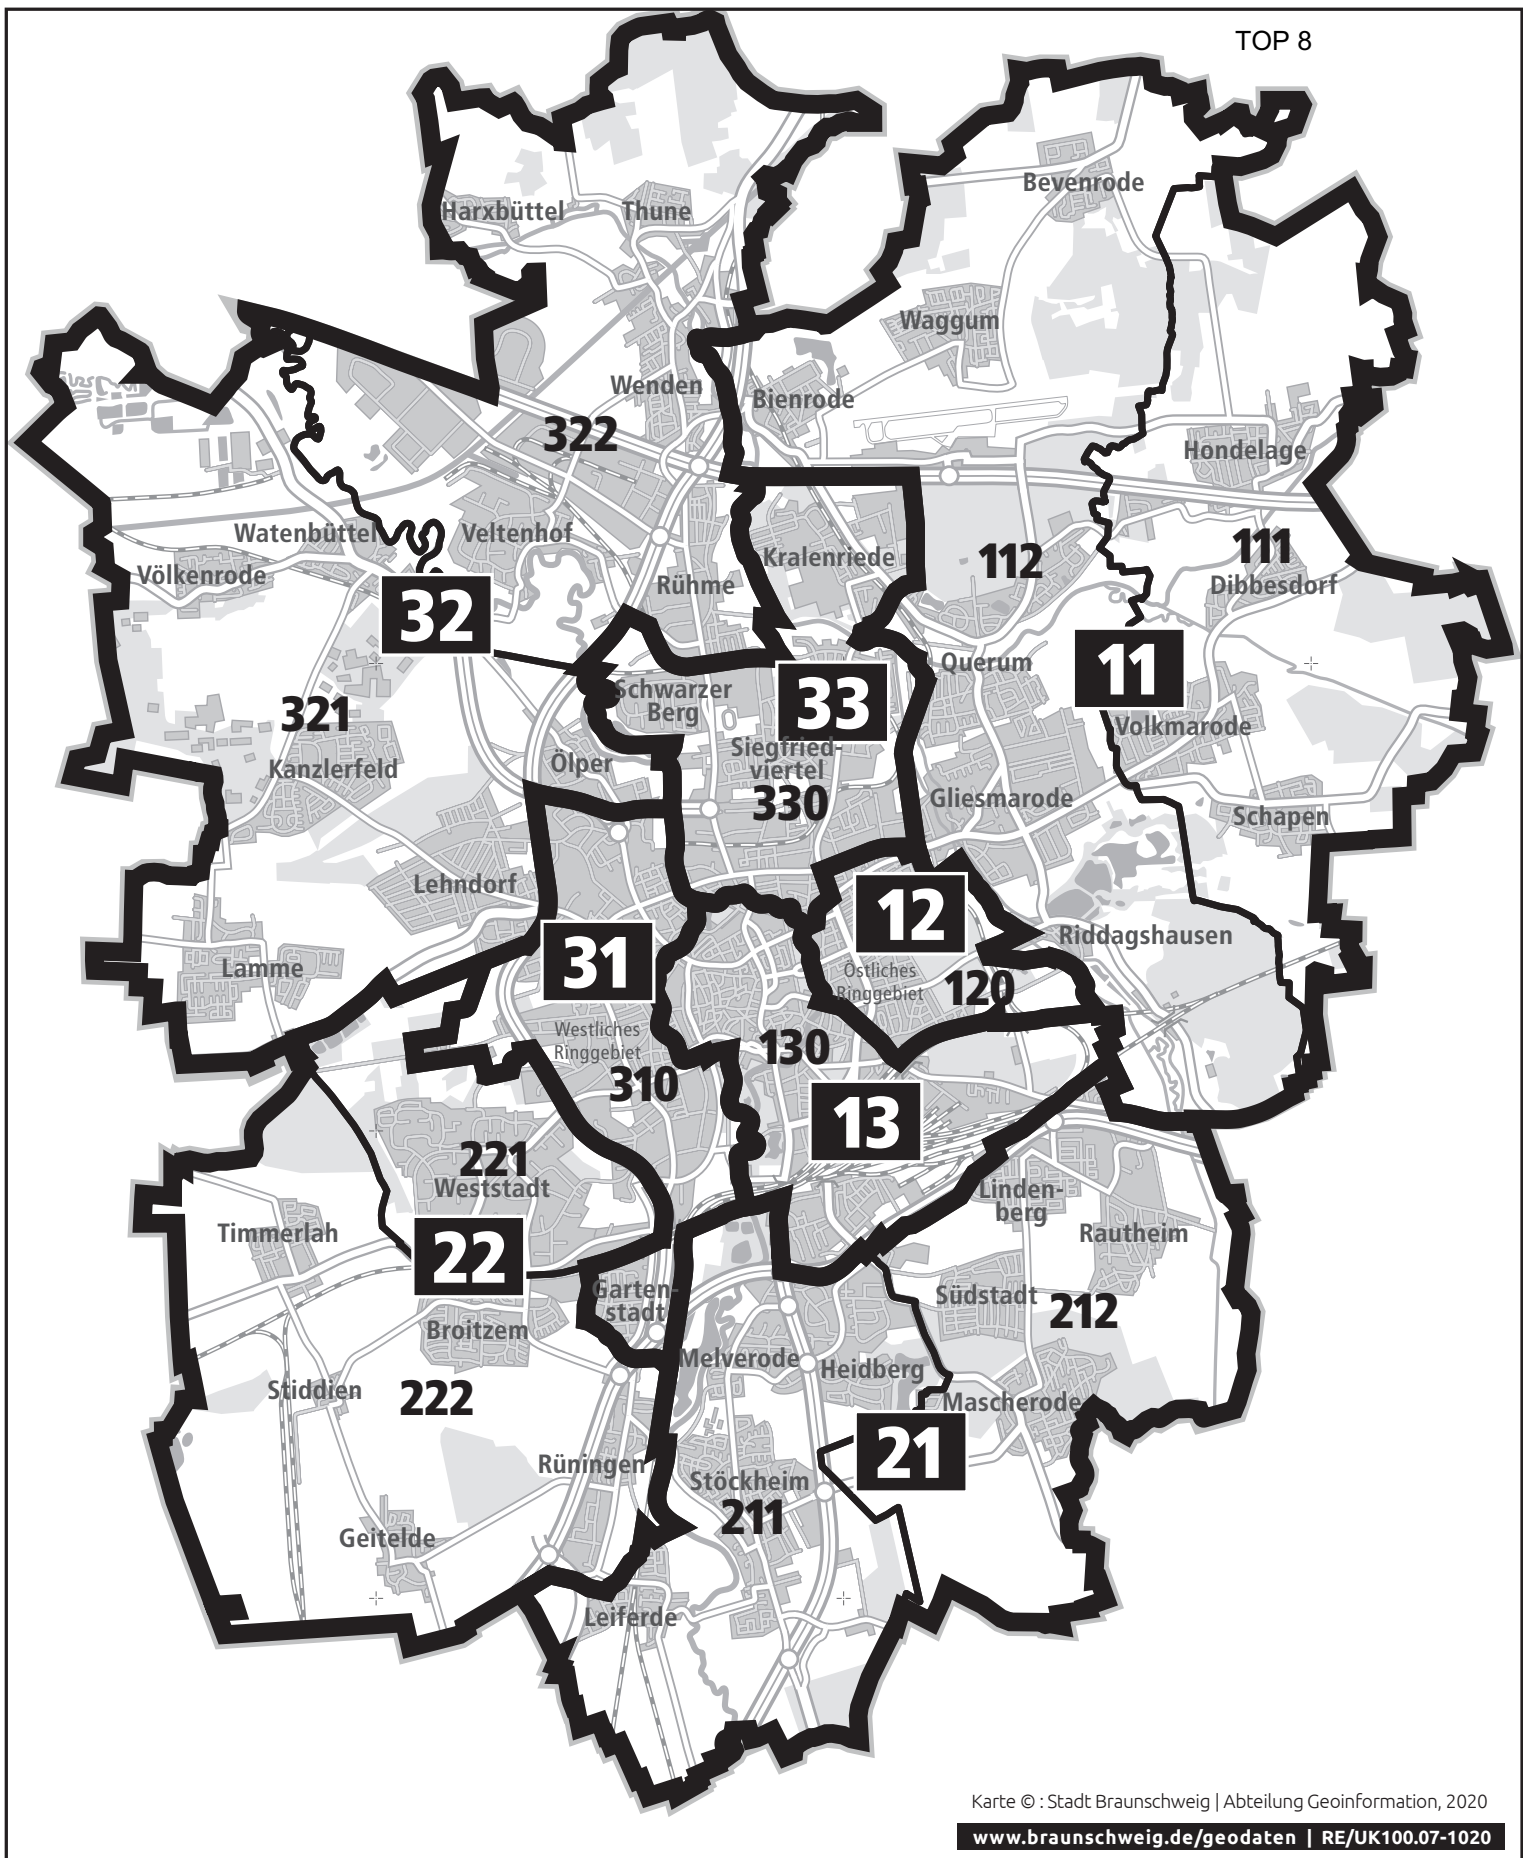 TOP 8
Bevenrode
Harxbüttel
Thune
Waggum
Wenden
Bienrode
322
Hondelage
Watenbüttel
Veltenhof
112
111
Kralenriede
Völkenrode
Rühme
Dibbesdorf
32
Querum
11
Schwarzer
Berg
33
321
Volkmarode
Siegfried-
viertel
330
Ölper
Kanzlerfeld
Gliesmarode
Schapen
Lehndorf
12
Riddagshausen
31
Lamme
Östliches
Ringgebiet
120
Westliches
Ringgebiet
310
130
13
221
Weststadt
Linden-
berg
Timmerlah
Rautheim
22
Garten-
stadt
Südstadt
212
Broitzem
Melverode
Heidberg
Stiddien
222
Mascherode
21
Rüningen
Stöckheim
211
Geitelde
Leiferde
Karte © : Stadt Braunschweig | Abteilung Geoinformation, 2020
www.braunschweig.de/geodaten | RE/UK100.07-1020